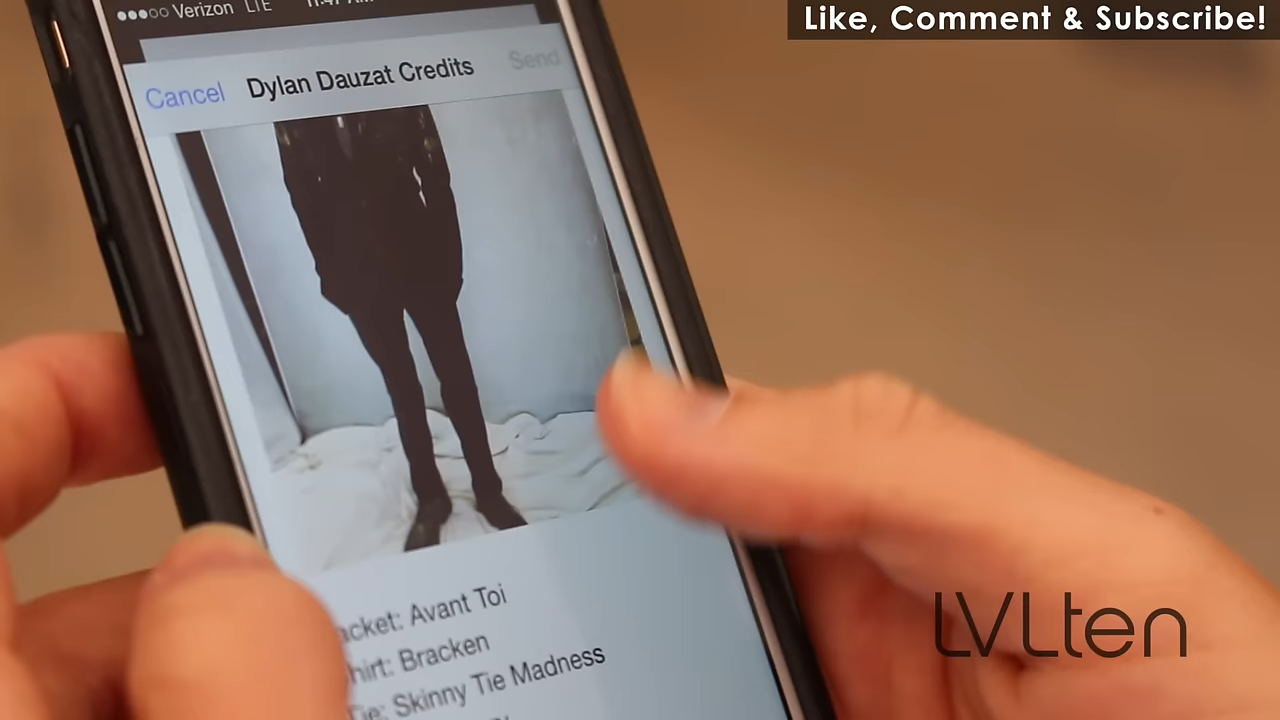 Verizon LTE
Like, Comment & Subscribe!
Cancel Dylan Dauzat Credits Send
acket: Avant Toi
hirt: Bracken
Tie: Skinny Tie Madness
LVLten